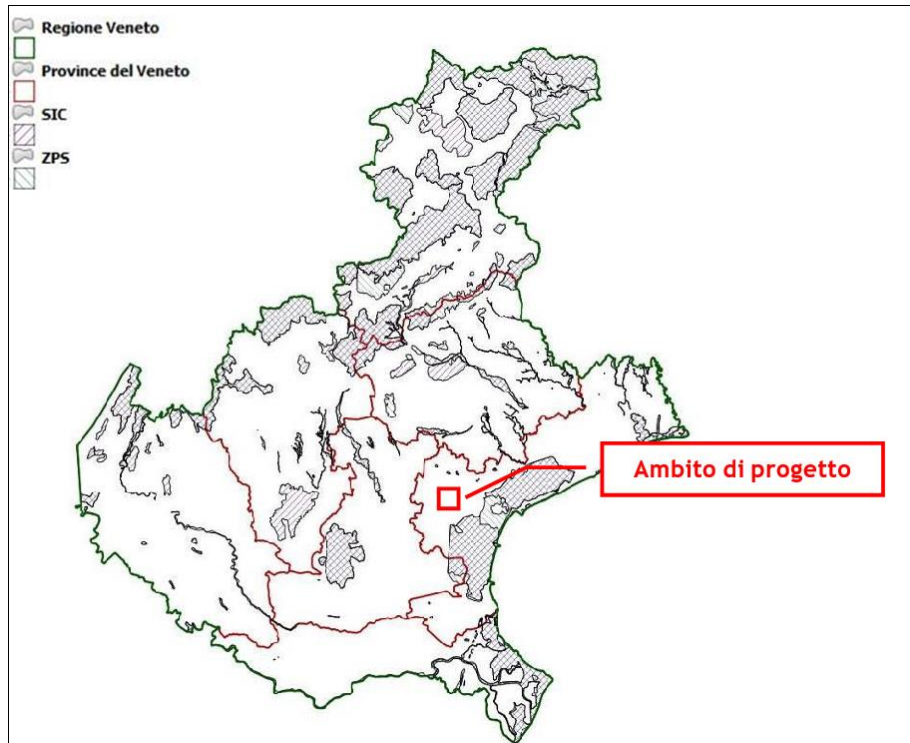 Regione Veneto
Province del Veneto
SIC
ZPS
Ambito di progetto